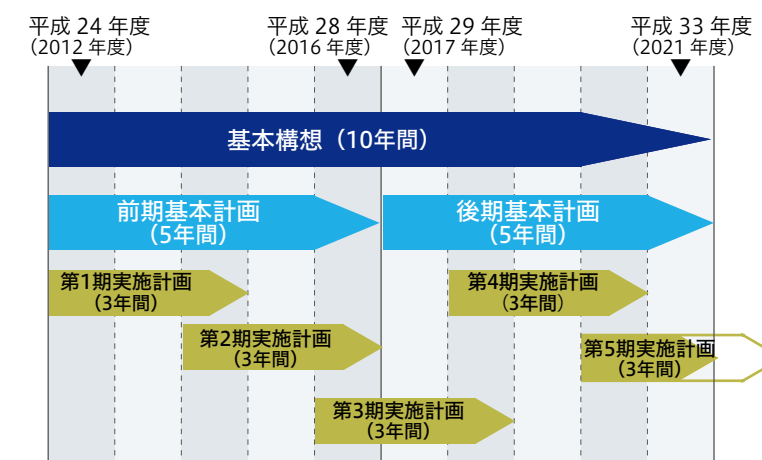 平成 24 年度
（2012 年度）
平成 28 年度
（2016 年度）
平成 29 年度
（2017 年度）
平成 33 年度
（2021 年度）
基本構想（10年間）
前期基本計画
（5年間）
後期基本計画
（5年間）
第1期実施計画
（3年間）
第4期実施計画
（3年間）
第2期実施計画
（3年間）
第5期実施計画
（3年間）
第3期実施計画
（3年間）